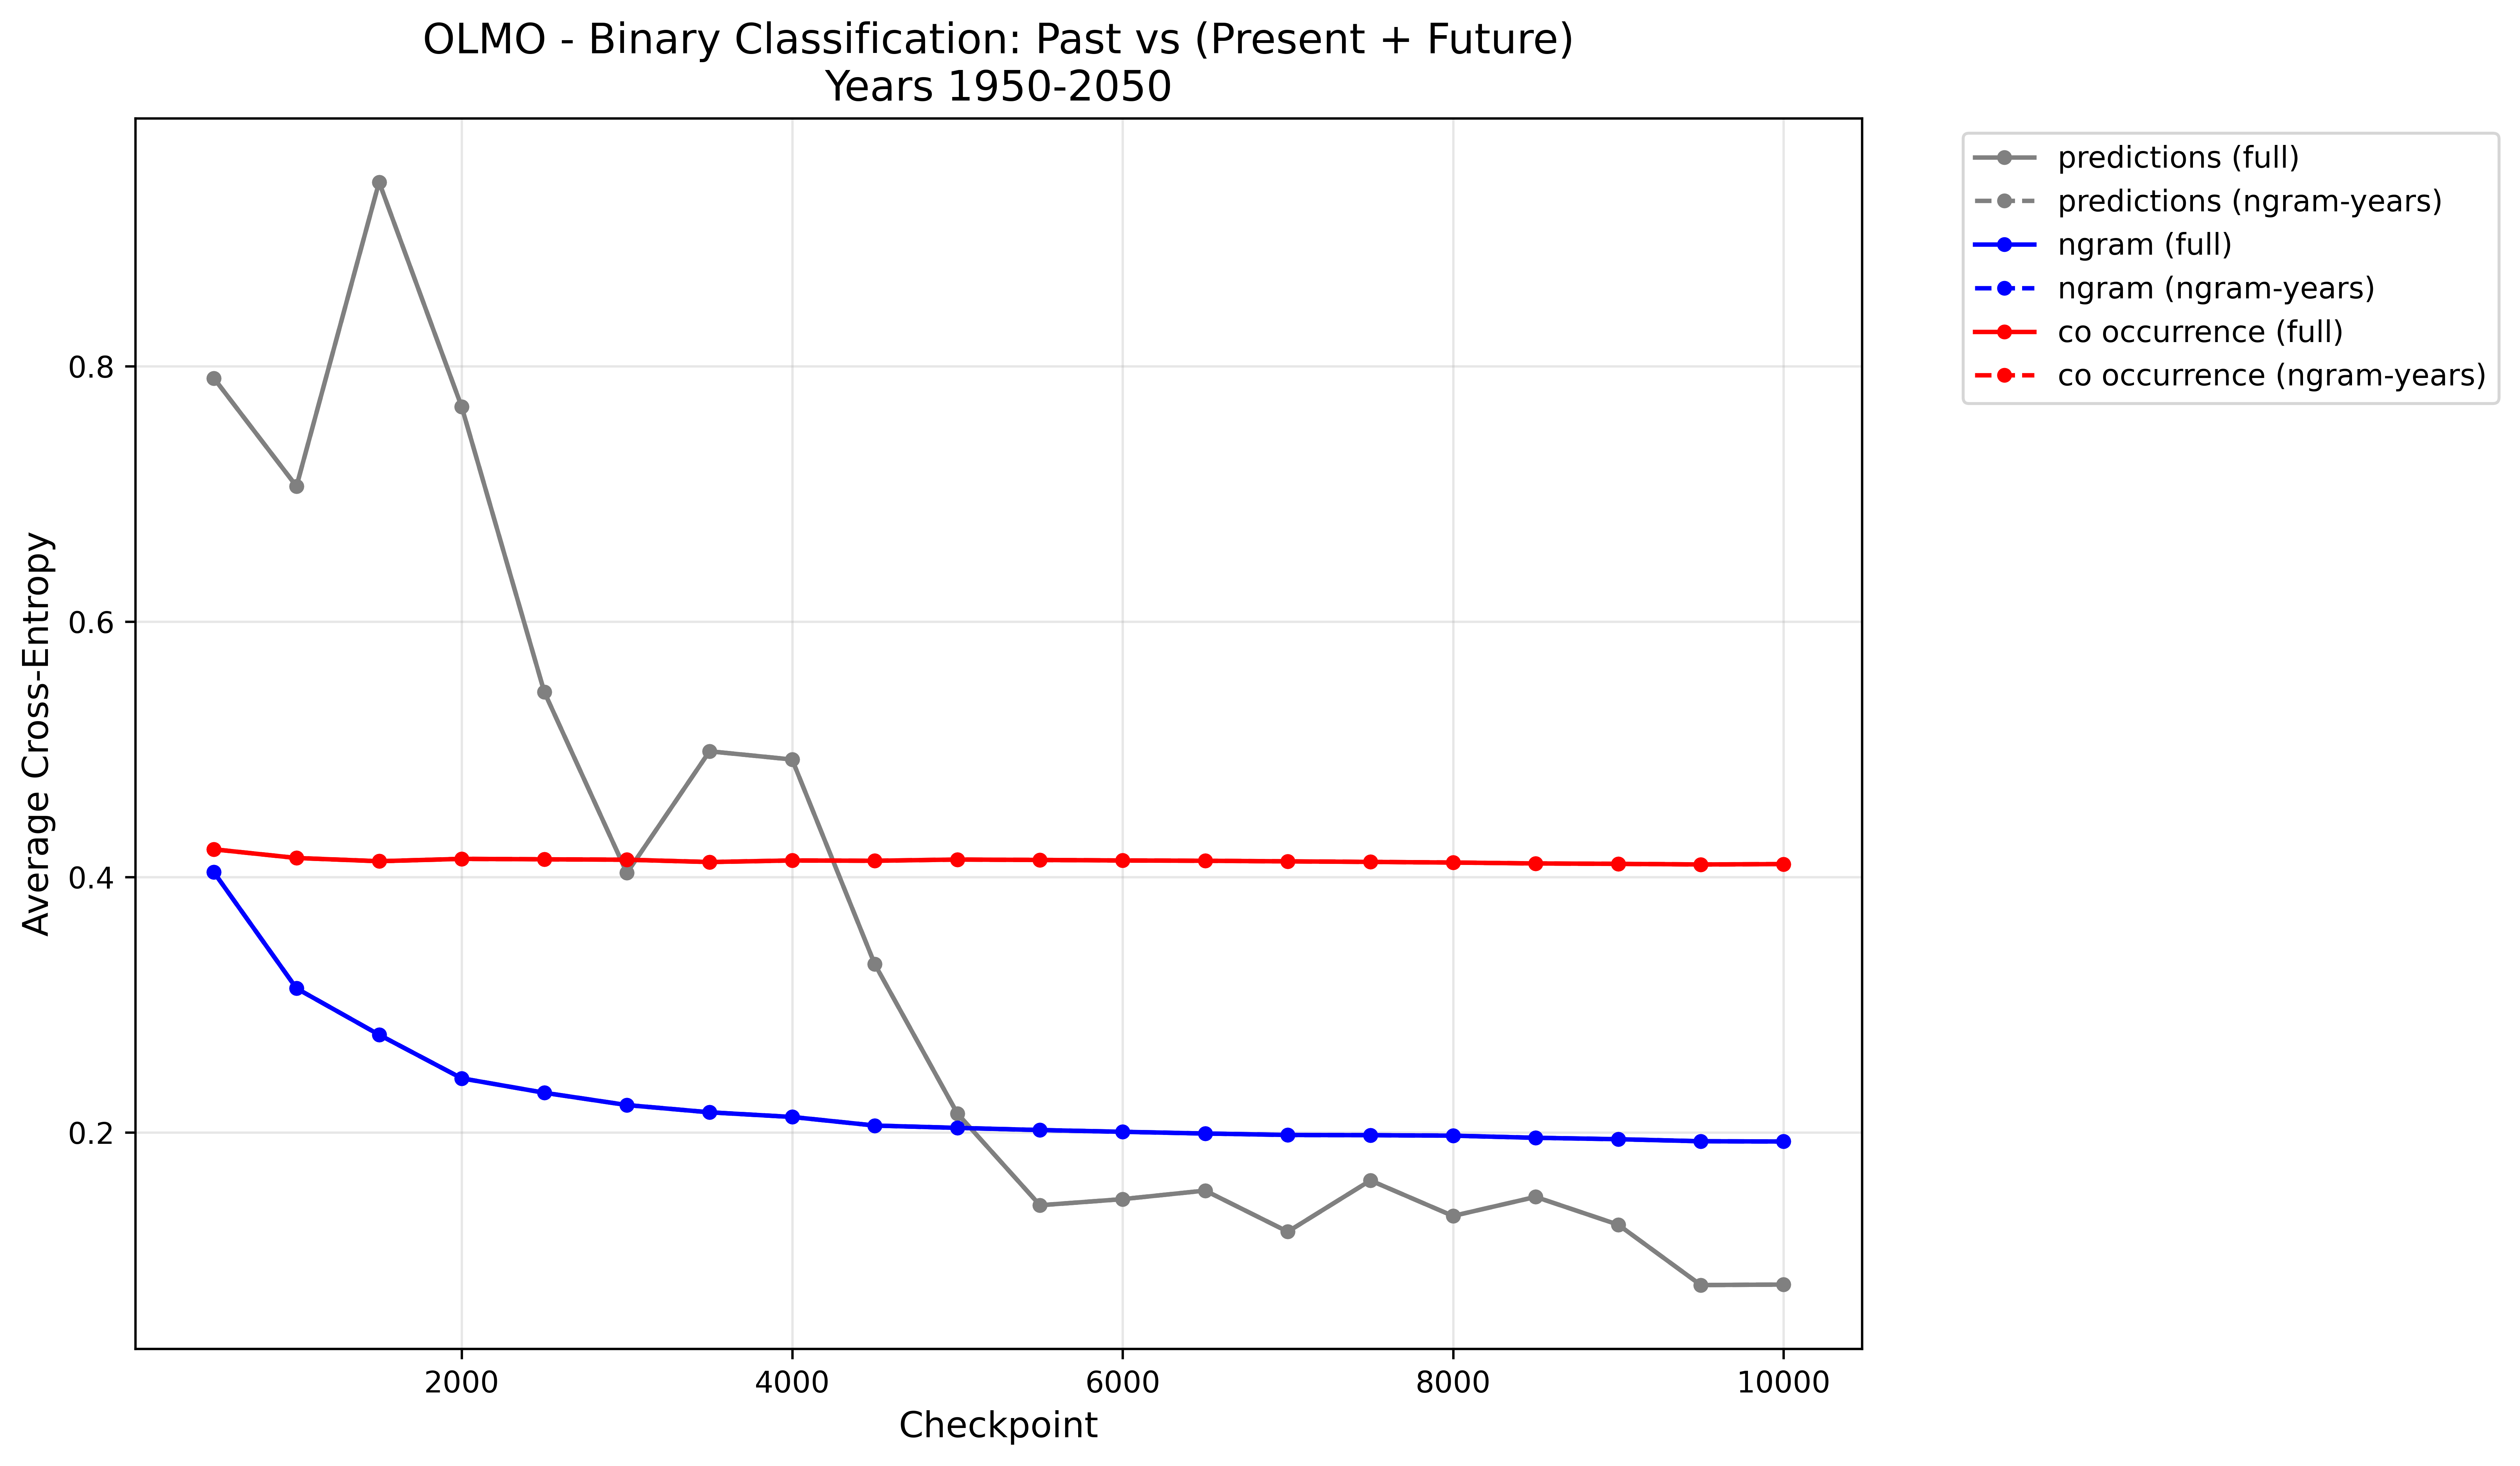 OLMO - Binary Classification: Past vs (Present + Future)
Years 1950-2050
Average Cross-Entropy
0.8
0.6
0.4
0.2
2000
4000
6000
8000
10000
Checkpoint
predictions (full)
predictions (ngram-years)
ngram (full)
ngram (ngram-years)
co occurrence (full)
co occurrence (ngram-years)